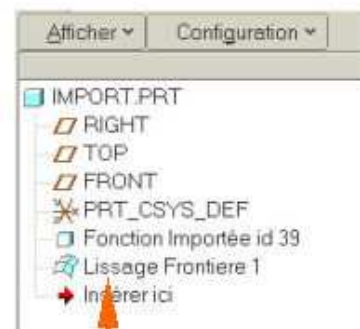 Afficher Configuration
IMPORT.PRT
RIGHT
TOP
FRONT
PRT_CSYS_DEF
Fonction Importée id 39
Lissage Frontiere 1
Insérer ici